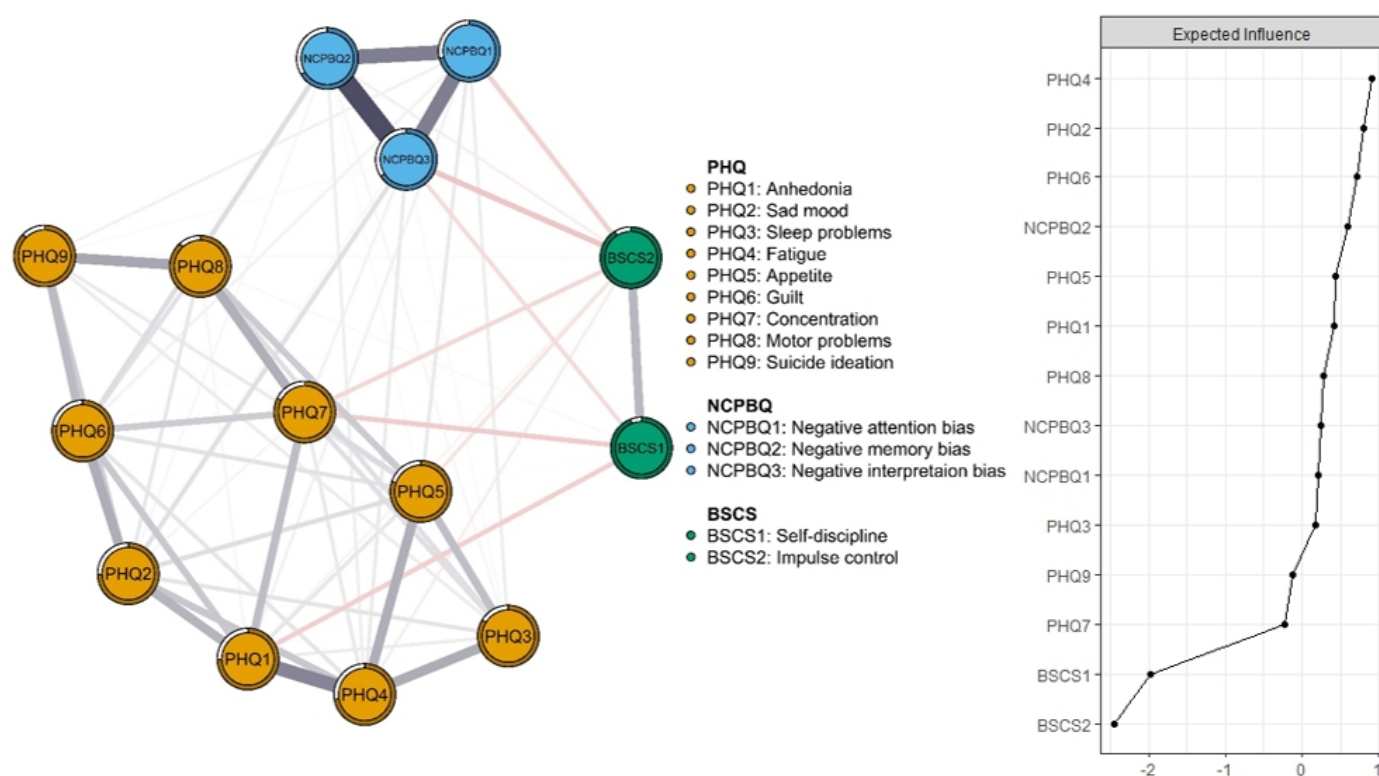 NCPBQ2
NCPBQ1
NCPBQ3
PHQ9
PHQ8
BSCS2
PHQ7
PHQ6
BSCS1
PHQ5
PHQ2
PHQ3
PHQ1
PHQ4
PHQ
PHQ1: Anhedonia
PHQ2: Sad mood
PHQ3: Sleep problems
PHQ4: Fatigue
PHQ5: Appetite
PHQ6: Guilt
PHQ7: Concentration
PHQ8: Motor problems
PHQ9: Suicide ideation
NCPBQ
NCPBQ1: Negative attention bias
NCPBQ2: Negative memory bias
NCPBQ3: Negative interpretaion bias
BSCS
BSCS1: Self-discipline
BSCS2: Impulse control
Expected Influence
PHQ4
PHQ2
PHQ6
NCPBQ2
PHQ5
PHQ1
PHQ8
NCPBQ3
NCPBQ1
PHQ3
PHQ9
PHQ7
BSCS1
BSCS2
-2 -1 0 1